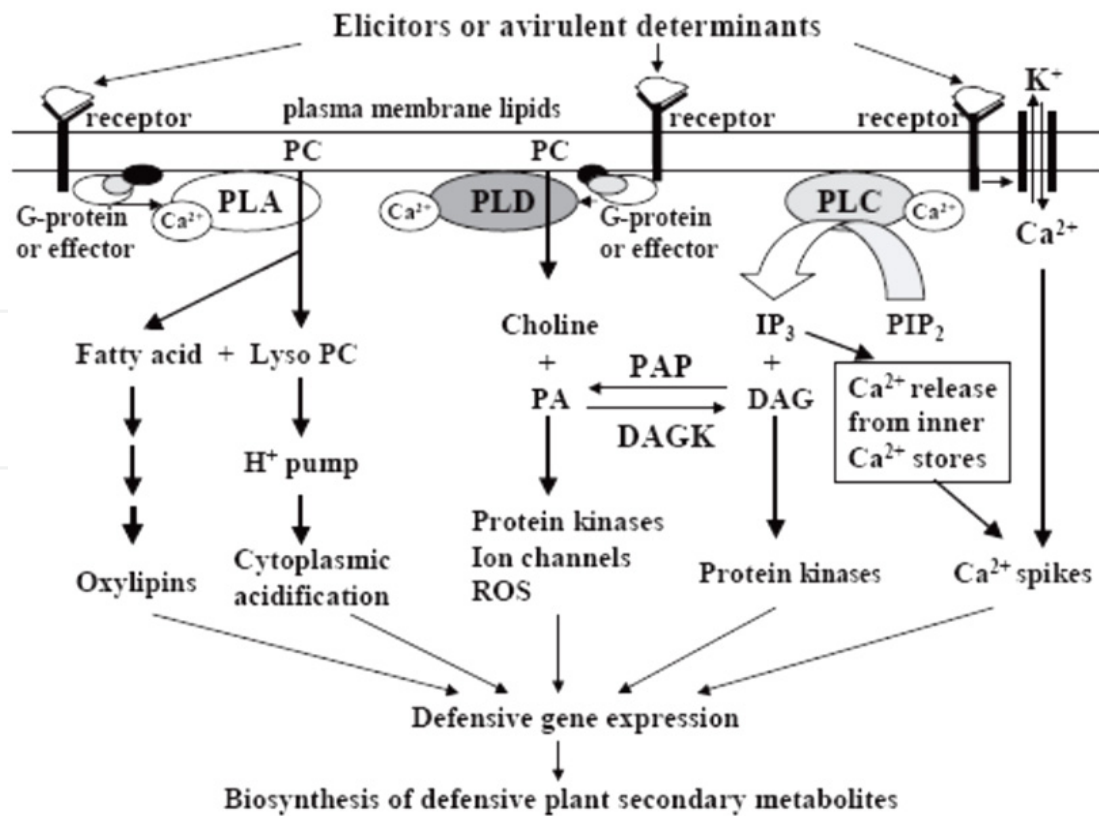 Elicitors or avirulent determinants
K⁺
receptor
plasma membrane lipids
receptor
receptor
PC
PC
Ca²⁺
PLA
Ca²⁺
PLD
PLC
Ca²⁺
G-protein
or effector
G-protein
or effector
Ca²⁺
Choline
IP₃
PIP₂
Fatty acid + Lyso PC
+
PAP
+
PA
DAG
DAGK
Ca²⁺ release
from inner
Ca²⁺ stores
H⁺ pump
Protein kinases
Ion channels
ROS
Oxylipins
Cytoplasmic
acidification
Protein kinases
Ca²⁺ spikes
Defensive gene expression
Biosynthesis of defensive plant secondary metabolites